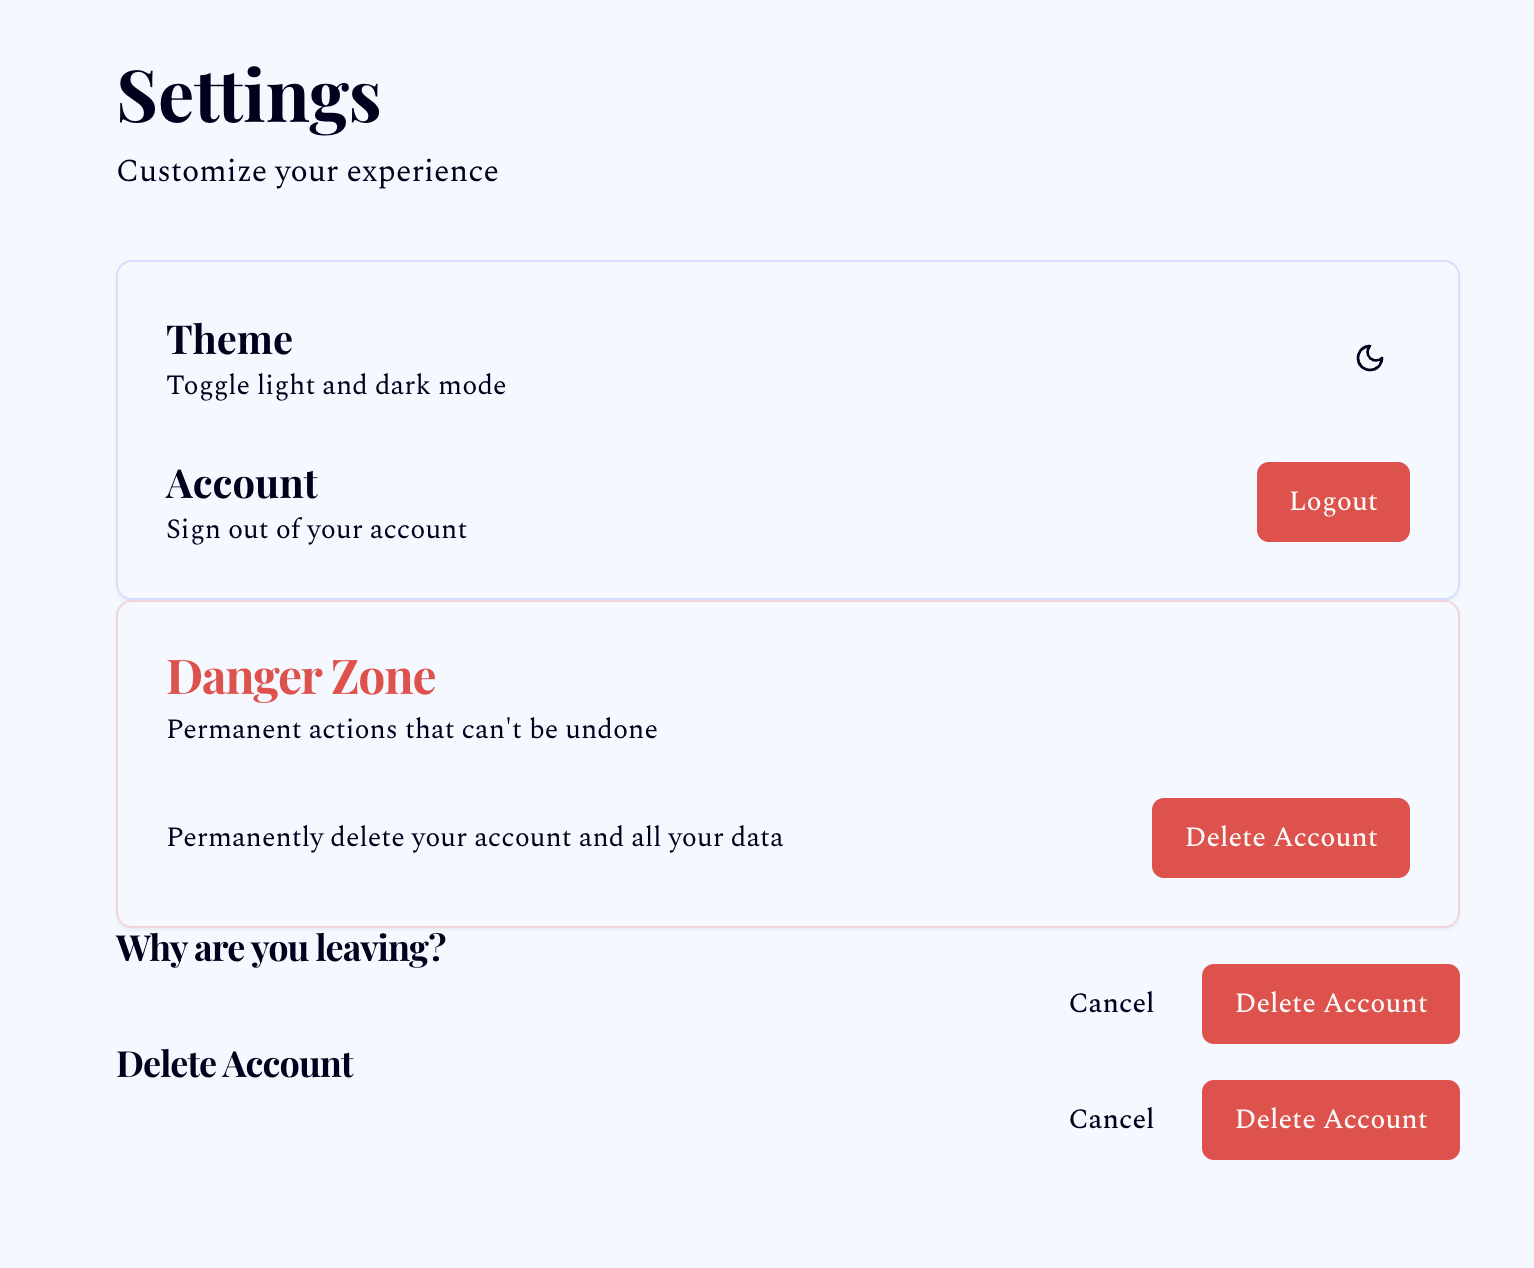 Settings
Customize your experience
Theme
Toggle light and dark mode
Account
Sign out of your account
Logout
Danger Zone
Permanent actions that can't be undone
Permanently delete your account and all your data
Delete Account
Why are you leaving?
Cancel
Delete Account
Delete Account
Cancel
Delete Account